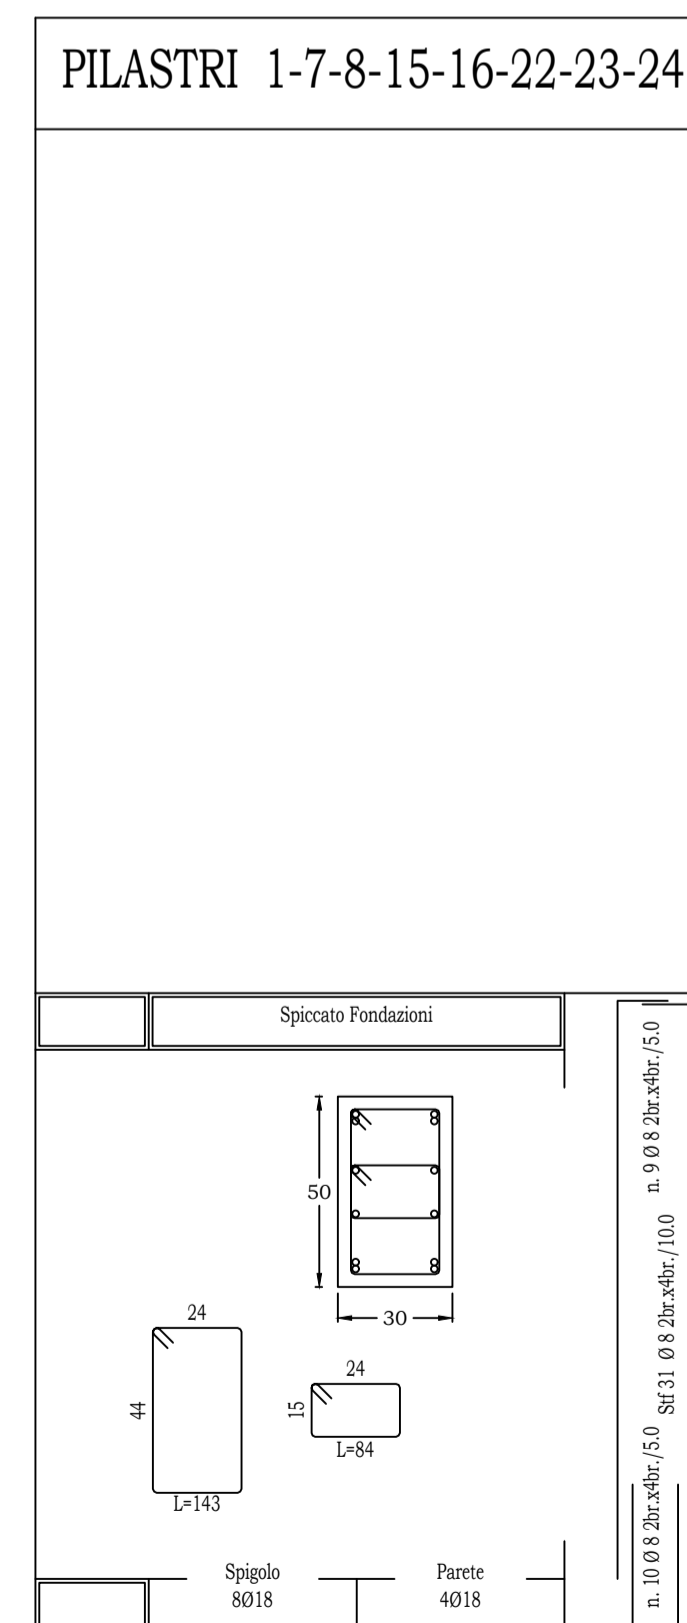 PILASTRI 1-7-8-15-16-22-23-24
Spiccato Fondazioni
50
30
24
44
L=143
24
15
L=84
n. 9 Ø 8 2br.x4br./5.0
Stf 31 Ø 8 2br.x4br./10.0
n. 10 Ø 8 2br.x4br./5.0
Spigolo
8Ø18
Parete
4Ø18